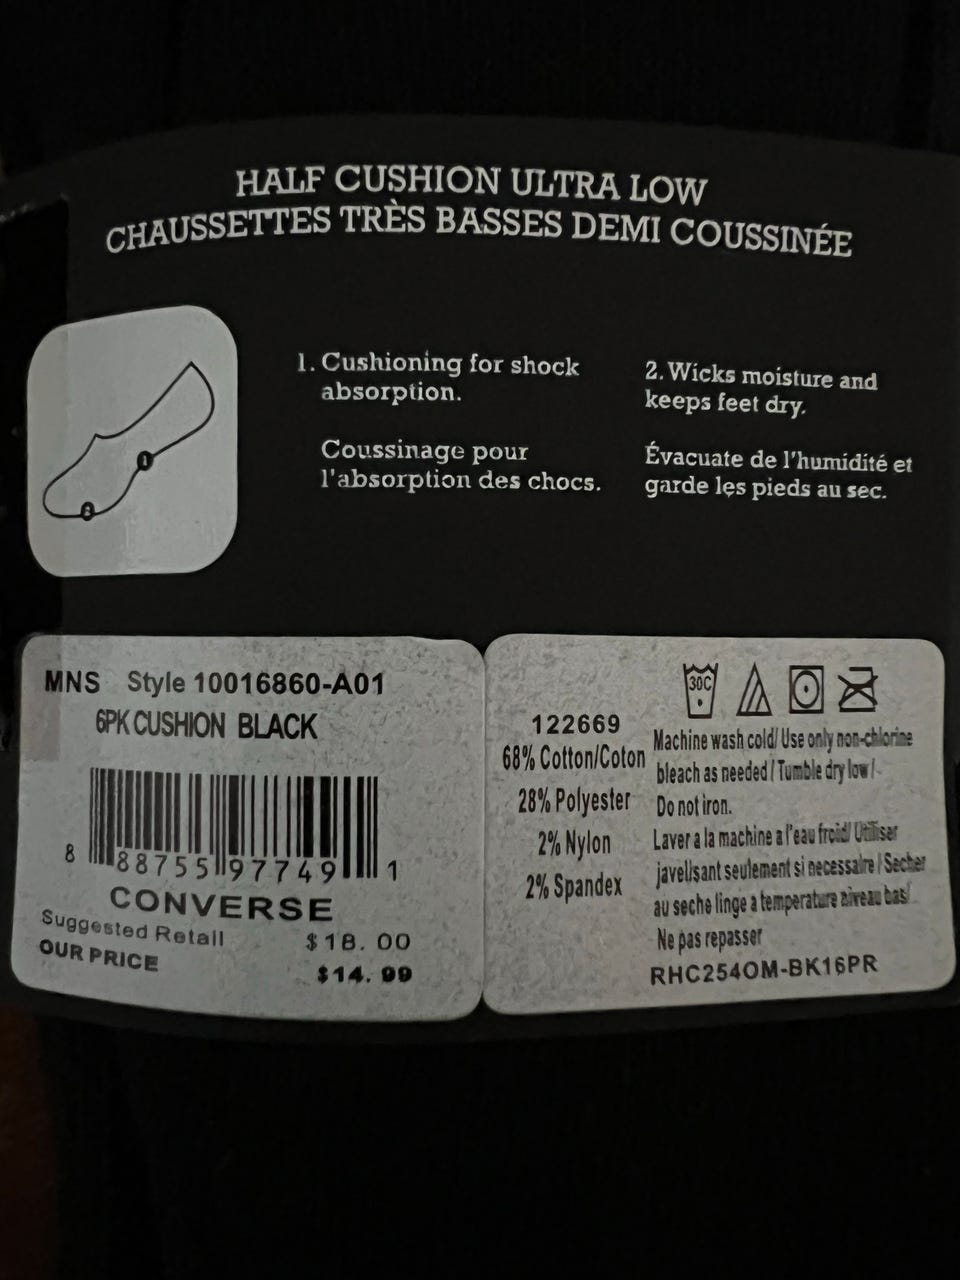 HALF CUSHION ULTRA LOW
CHAUSSETTES TRÈS BASSES DEMI COUSSINÉE
1. Cushioning for shock
absorption.
Coussinage pour
l'absorption des chocs.
2. Wicks moisture and
keeps feet dry.
Évacuate de l'humidité et
garde les pieds au sec.
1
2
MNS Style 10016860-A01
6PK CUSHION BLACK
8 88755 97749 1
CONVERSE
Suggested Retail $18.00
OUR PRICE $14.99
122669
68% Cotton/Coton
28% Polyester
2% Nylon
2% Spandex
30C
Machine wash cold/ Use only non-chlorine
bleach as needed / Tumble dry low /
Do not iron.
Laver a la machine a l'eau froid/ Utiliser
javellsant seulement si necessaire / Secher
au seche linge a temperature niveau bas/
Ne pas repasser
RHC254OM-BK16PR